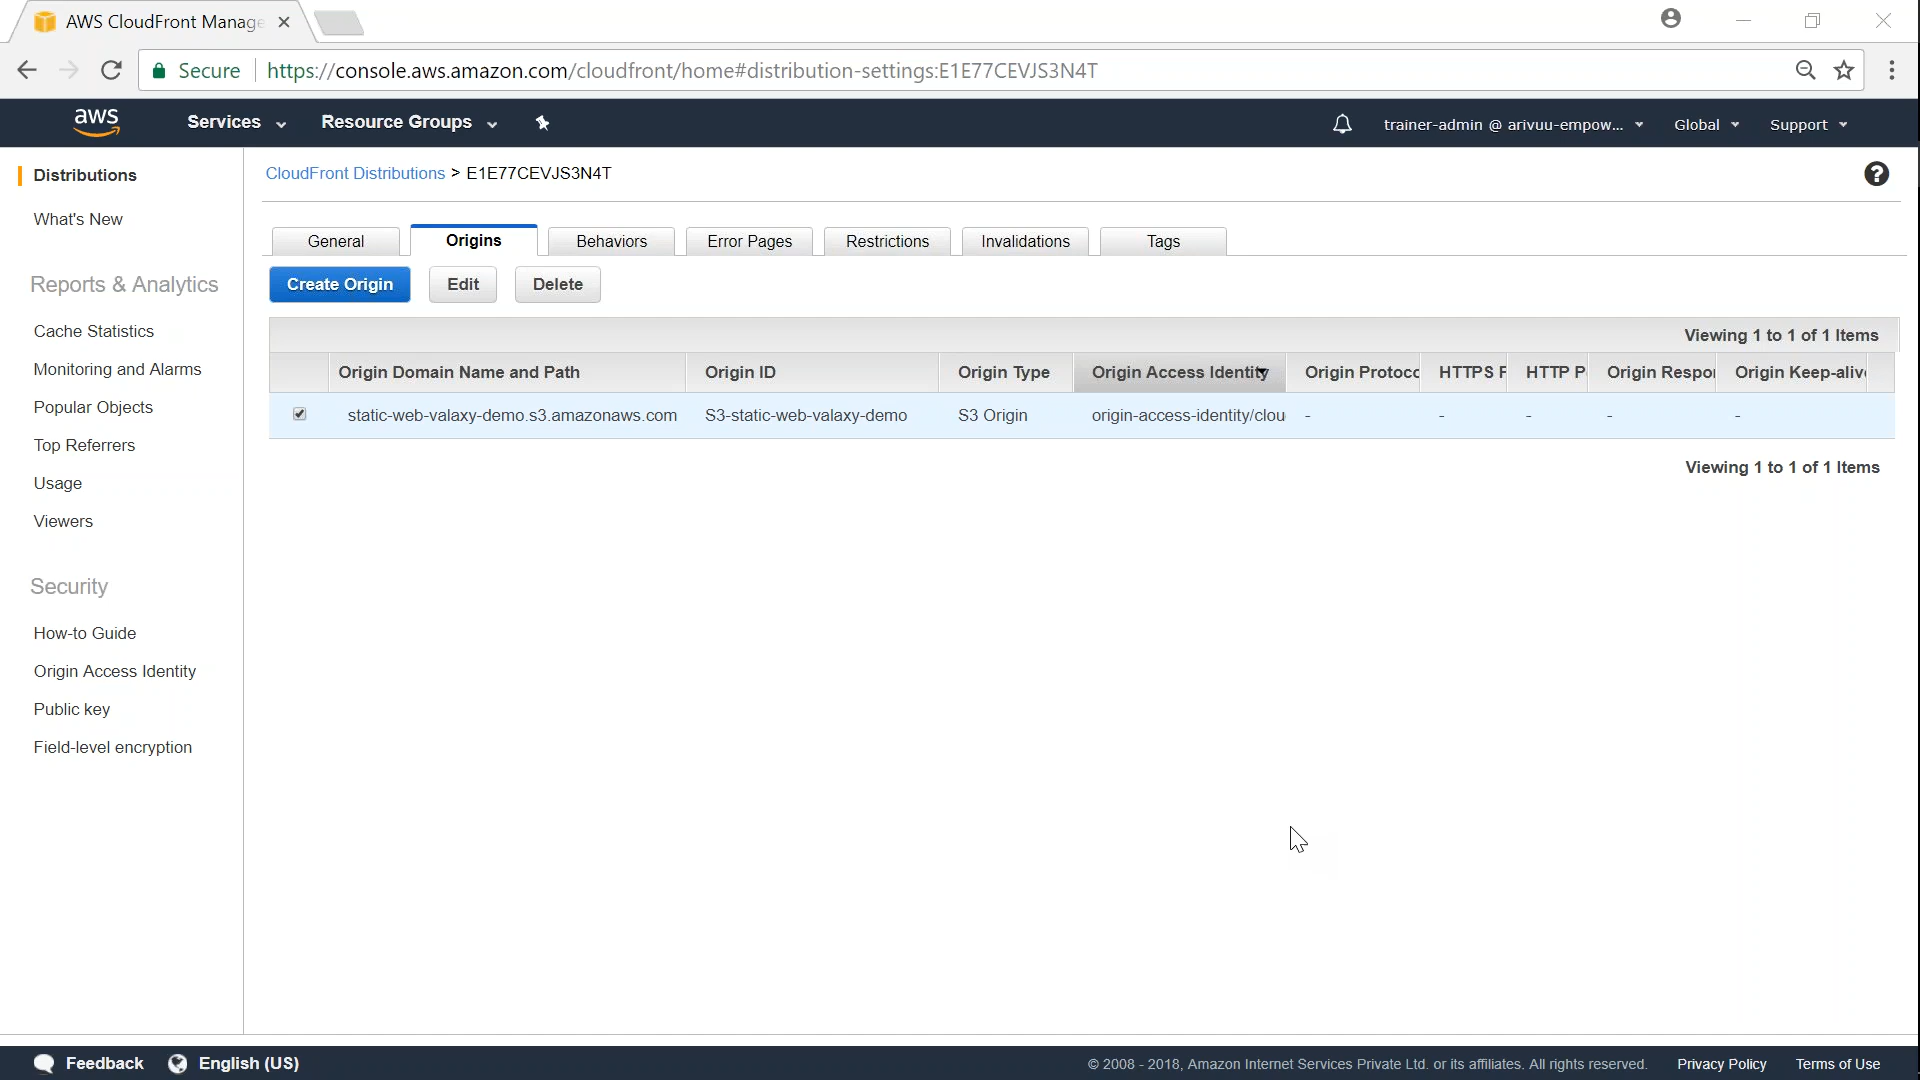 AWS CloudFront Manage
Secure https://console.aws.amazon.com/cloudfront/home#distribution-settings:E1E77CEVJS3N4T
aws Services Resource Groups trainer-admin @ arivuu-empow... Global Support
Distributions
What's New
Reports & Analytics
Cache Statistics
Monitoring and Alarms
Popular Objects
Top Referrers
Usage
Viewers
Security
How-to Guide
Origin Access Identity
Public key
Field-level encryption
CloudFront Distributions > E1E77CEVJS3N4T
General Origins Behaviors Error Pages Restrictions Invalidations Tags
Create Origin Edit Delete
Viewing 1 to 1 of 1 Items
Origin Domain Name and Path Origin ID Origin Type Origin Access Identity Origin Protoc HTTPS P HTTP P Origin Respo Origin Keep-aliv
static-web-valaxy-demo.s3.amazonaws.com S3-static-web-valaxy-demo S3 Origin origin-access-identity/clou - - - - -
Viewing 1 to 1 of 1 Items
Feedback English (US) © 2008 - 2018, Amazon Internet Services Private Ltd. or its affiliates. All rights reserved. Privacy Policy Terms of Use